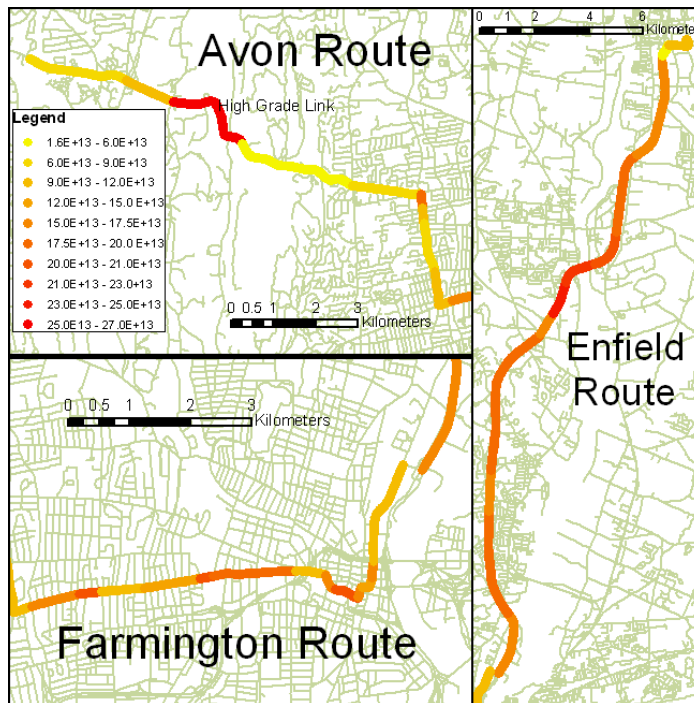 Avon Route
High Grade Link
Legend
1.6E+13 - 6.0E+13
6.0E+13 - 9.0E+13
9.0E+13 - 12.0E+13
12.0E+13 - 15.0 E+13
15.0E+13 - 17.5E+13
17.5E+13 - 20.0 E+13
20.0E+13 - 21.0E+13
21.0E+13 - 23.0+13
23.0E+13 - 25.0E+13
25.0E13 - 27.0E+13
0 0.5 1 2 3
Kilometers
0 2 4 6
Kilometer
Enfield
Route
0 0.5 1 2 3
Kilometers
Farmington Route